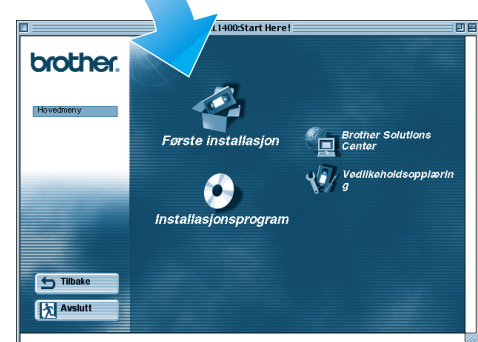 L1400:Start Here!
brother.
Hovedmeny
Første installasjon
Brother Solutions
Center
Vedlikeholdsopplærin
g
Installasjonsprogram
Tilbake
Avslutt